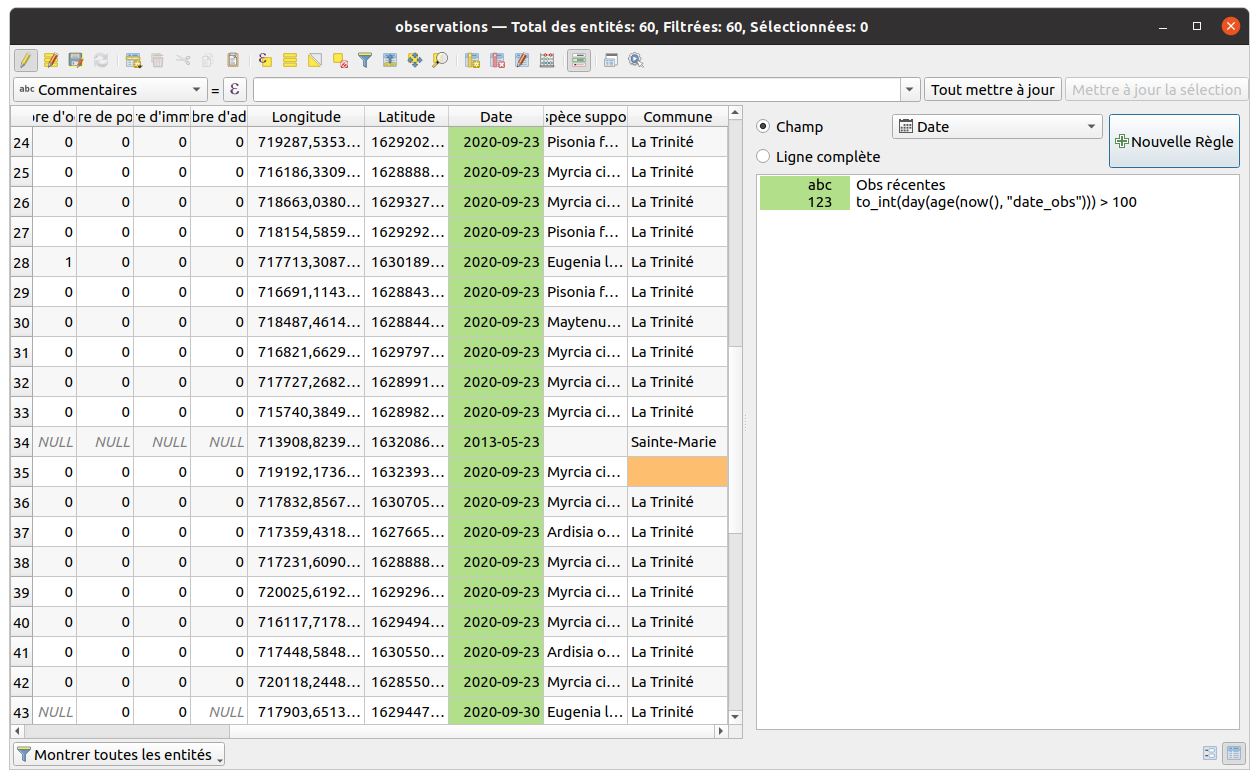 observations — Total des entités: 60, Filtrées: 60, Sélectionnées: 0
abc Commentaires = ε Tout mettre à jour Mettre à jour la sélection
ɔre d'o re de po e d'imm bre d'ad Longitude Latitude Date spèce suppo Commune
24 0 0 0 0 719287,5353… 1629202… 2020-09-23 Pisonia f… La Trinité
25 0 0 0 0 716186,3309… 1628888… 2020-09-23 Myrcia ci… La Trinité
26 0 0 0 0 718663,0380… 1629327… 2020-09-23 Myrcia ci… La Trinité
27 0 0 0 0 718154,5859… 1629292… 2020-09-23 Pisonia f… La Trinité
28 1 0 0 0 717713,3087… 1630189… 2020-09-23 Eugenia l… La Trinité
29 0 0 0 0 716691,1143… 1628843… 2020-09-23 Pisonia f… La Trinité
30 0 0 0 0 718487,4614… 1628844… 2020-09-23 Maytenu… La Trinité
31 0 0 0 0 716821,6629… 1629797… 2020-09-23 Myrcia ci… La Trinité
32 0 0 0 0 717727,2682… 1628991… 2020-09-23 Myrcia ci… La Trinité
33 0 0 0 0 715740,3849… 1628982… 2020-09-23 Myrcia ci… La Trinité
34 NULL NULL NULL NULL 713908,8239… 1632086… 2013-05-23 Sainte-Marie
35 0 0 0 0 719192,1736… 1632393… 2020-09-23 Myrcia ci…
36 0 0 0 0 717832,8567… 1630705… 2020-09-23 Myrcia ci… La Trinité
37 0 0 0 0 717359,4318… 1627665… 2020-09-23 Ardisia o… La Trinité
38 0 0 0 0 717231,6090… 1628888… 2020-09-23 Myrcia ci… La Trinité
39 0 0 0 0 720025,6192… 1629296… 2020-09-23 Myrcia ci… La Trinité
40 0 0 0 0 716117,7178… 1629494… 2020-09-23 Myrcia ci… La Trinité
41 0 0 0 0 717448,5848… 1630550… 2020-09-23 Ardisia o… La Trinité
42 0 0 0 0 720118,2448… 1628550… 2020-09-23 Myrcia ci… La Trinité
43 NULL 0 0 NULL 717903,6513… 1629447… 2020-09-30 Eugenia l… La Trinité
Champ Date
Nouvelle Règle
Ligne complète
abc Obs récentes
123 to_int(day(age(now(), "date_obs"))) > 100
Montrer toutes les entités